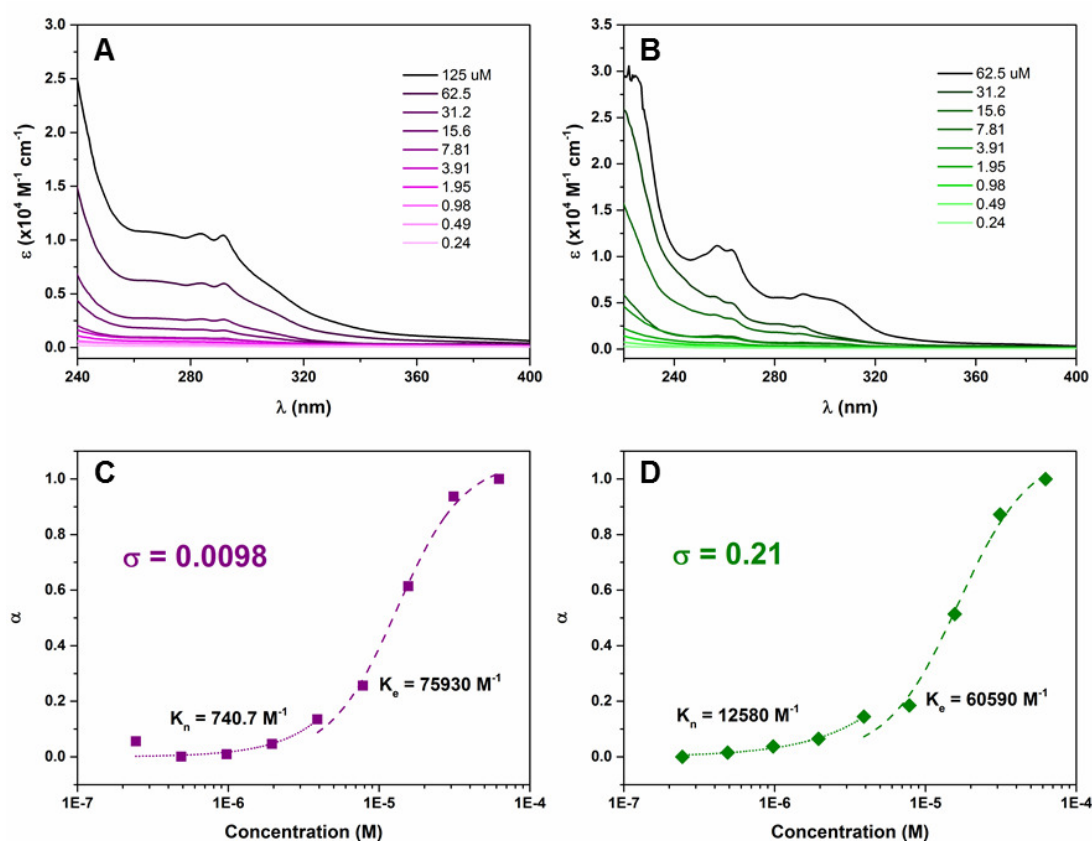 A
125 uM
62.5
31.2
15.6
7.81
3.91
1.95
0.98
0.49
0.24
ε (x10⁴ M⁻¹ cm⁻¹)
2.5
2.0
1.5
1.0
0.5
0.0
240 280 320 360 400
λ (nm)
B
62.5 uM
31.2
15.6
7.81
3.91
1.95
0.98
0.49
0.24
ε (x10⁴ M⁻¹ cm⁻¹)
3.5
3.0
2.5
2.0
1.5
1.0
0.5
0.0
240 280 320 360 400
λ (nm)
C
σ = 0.0098
Kₙ = 740.7 M⁻¹
Kₑ = 75930 M⁻¹
α
1.0
0.8
0.6
0.4
0.2
0.0
1E-7 1E-6 1E-5 1E-4
Concentration (M)
D
σ = 0.21
Kₙ = 12580 M⁻¹
Kₑ = 60590 M⁻¹
α
1.0
0.8
0.6
0.4
0.2
0.0
1E-7 1E-6 1E-5 1E-4
Concentration (M)